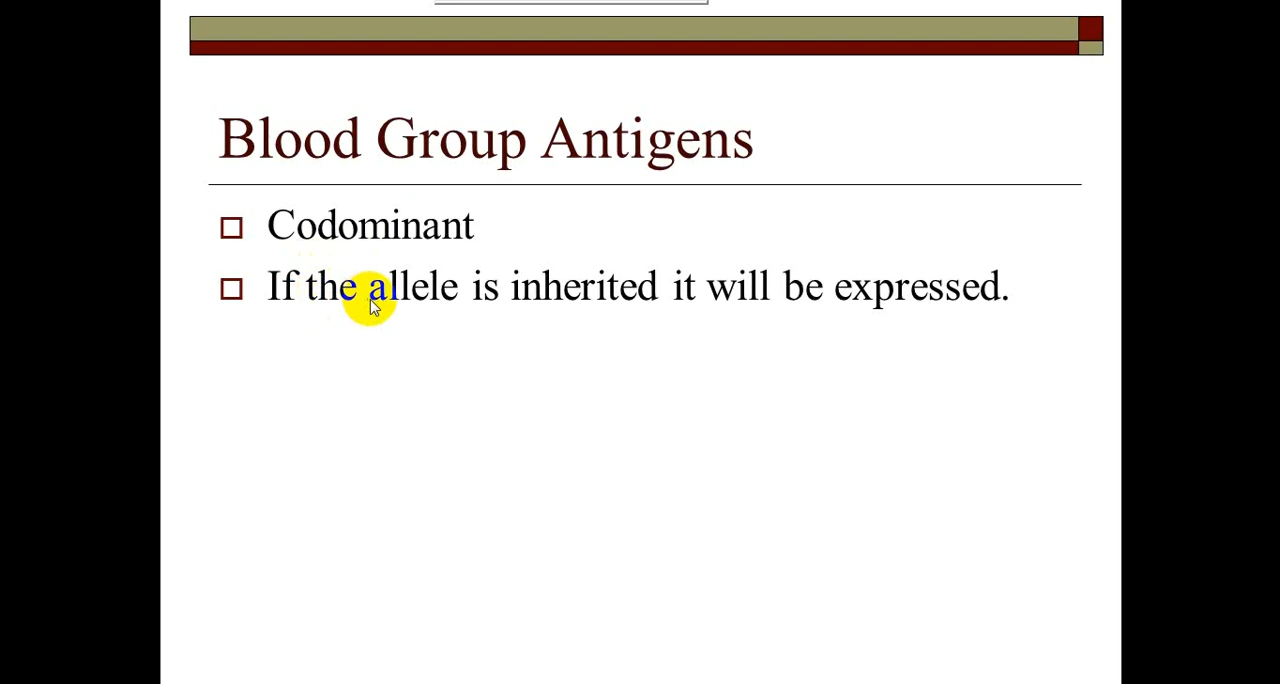 Blood Group Antigens
Codominant
If the allele is inherited it will be expressed.